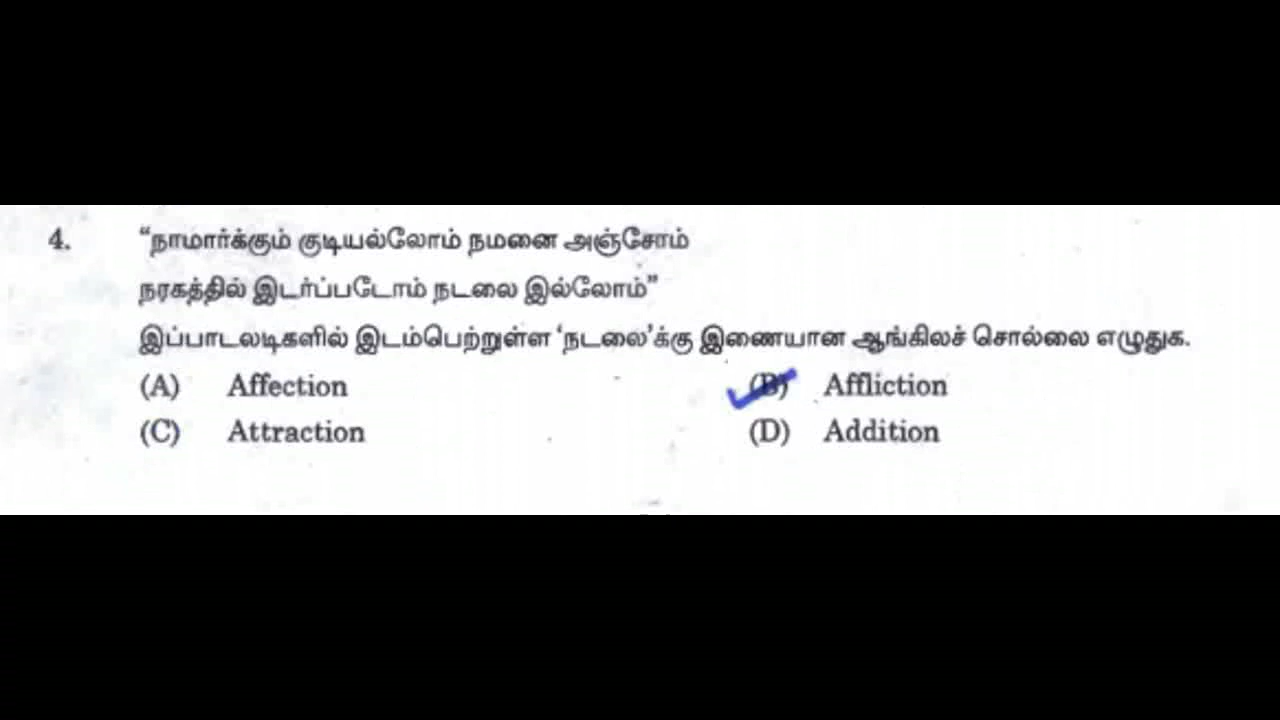 4. “நாமார்க்கும் குடியல்லோம் நமனை அஞ்சோம்
நரகத்தில் இடர்ப்படோம் நடலை இல்லோம்”
இப்பாடலடிகளில் இடம்பெற்றுள்ள ‘நடலை’க்கு இணையான ஆங்கிலச் சொல்லை எழுதுக.
(A) Affection (B) Affliction
(C) Attraction (D) Addition